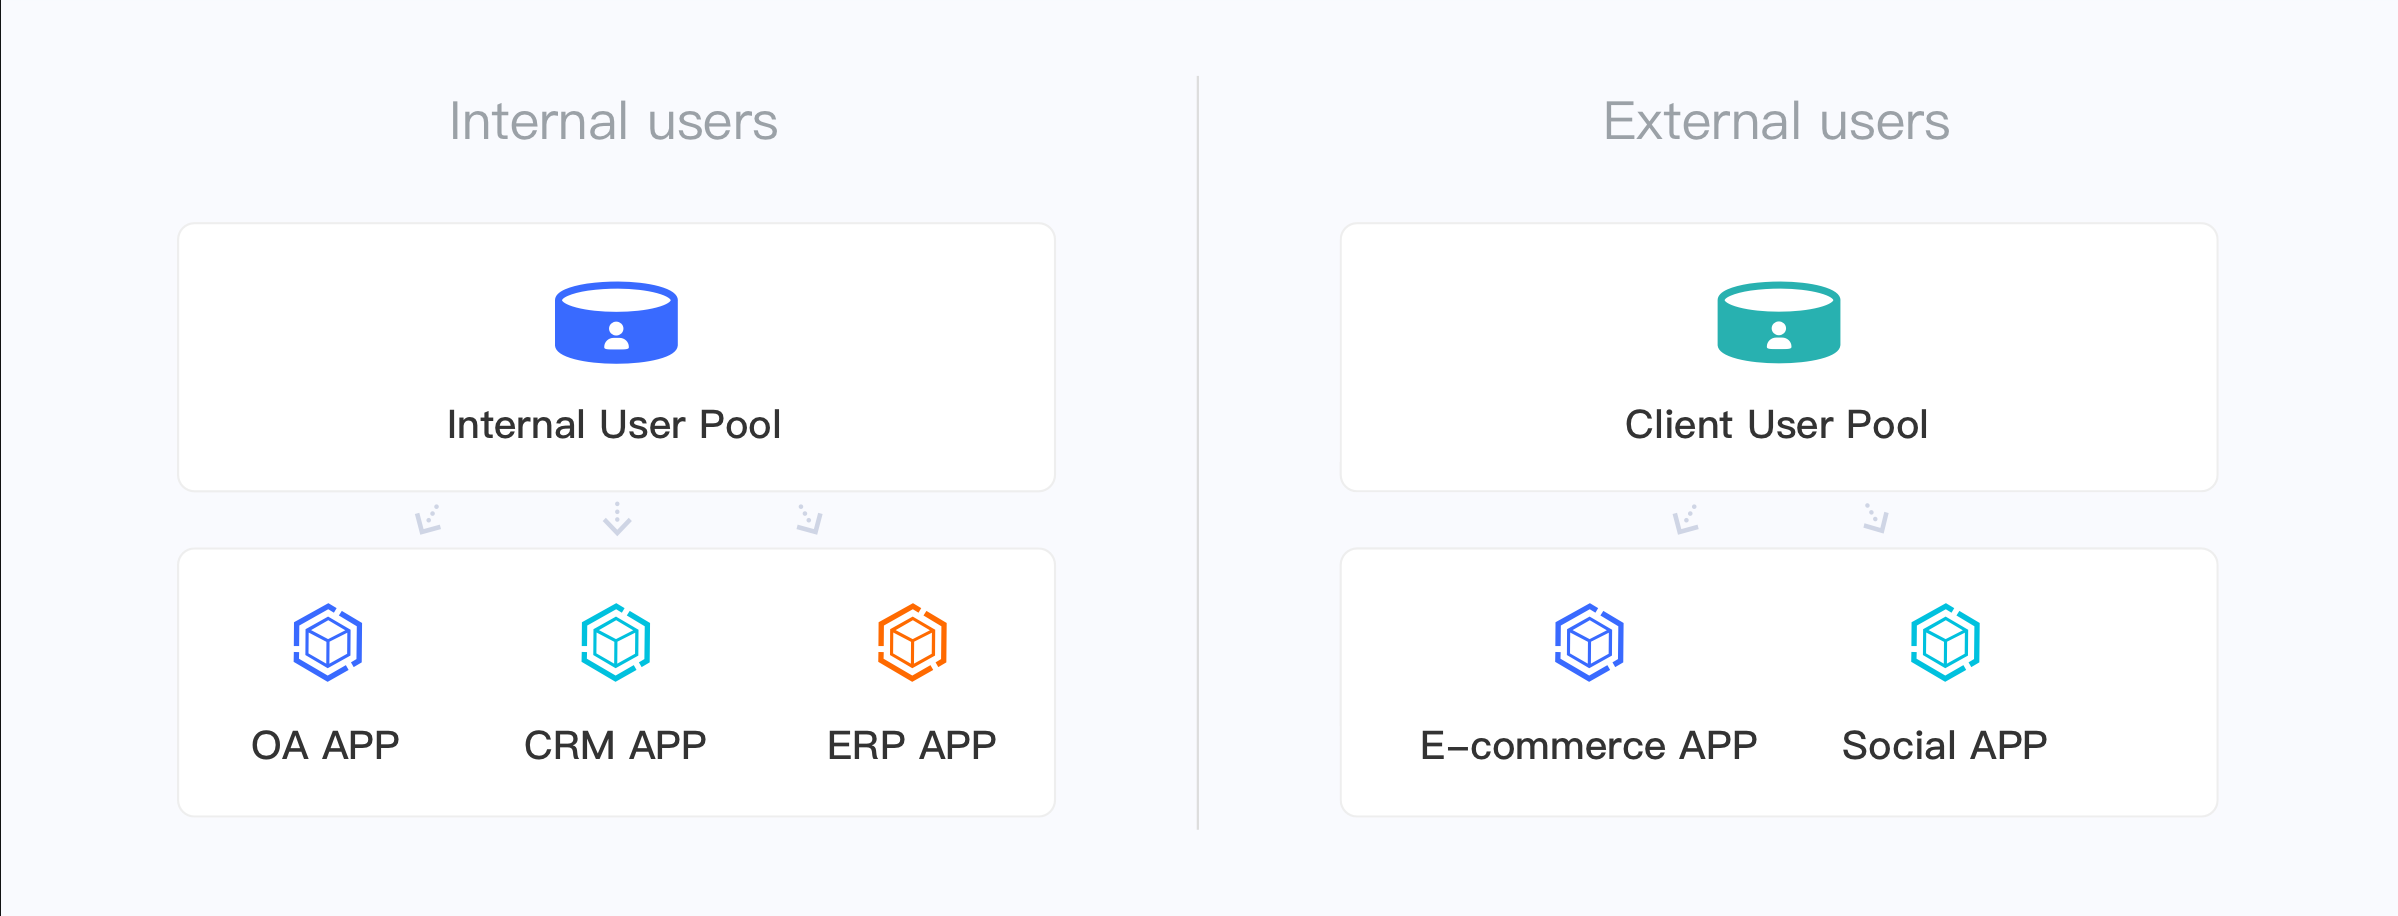 Internal users
Internal User Pool
OA APP
CRM APP
ERP APP
External users
Client User Pool
E-commerce APP
Social APP